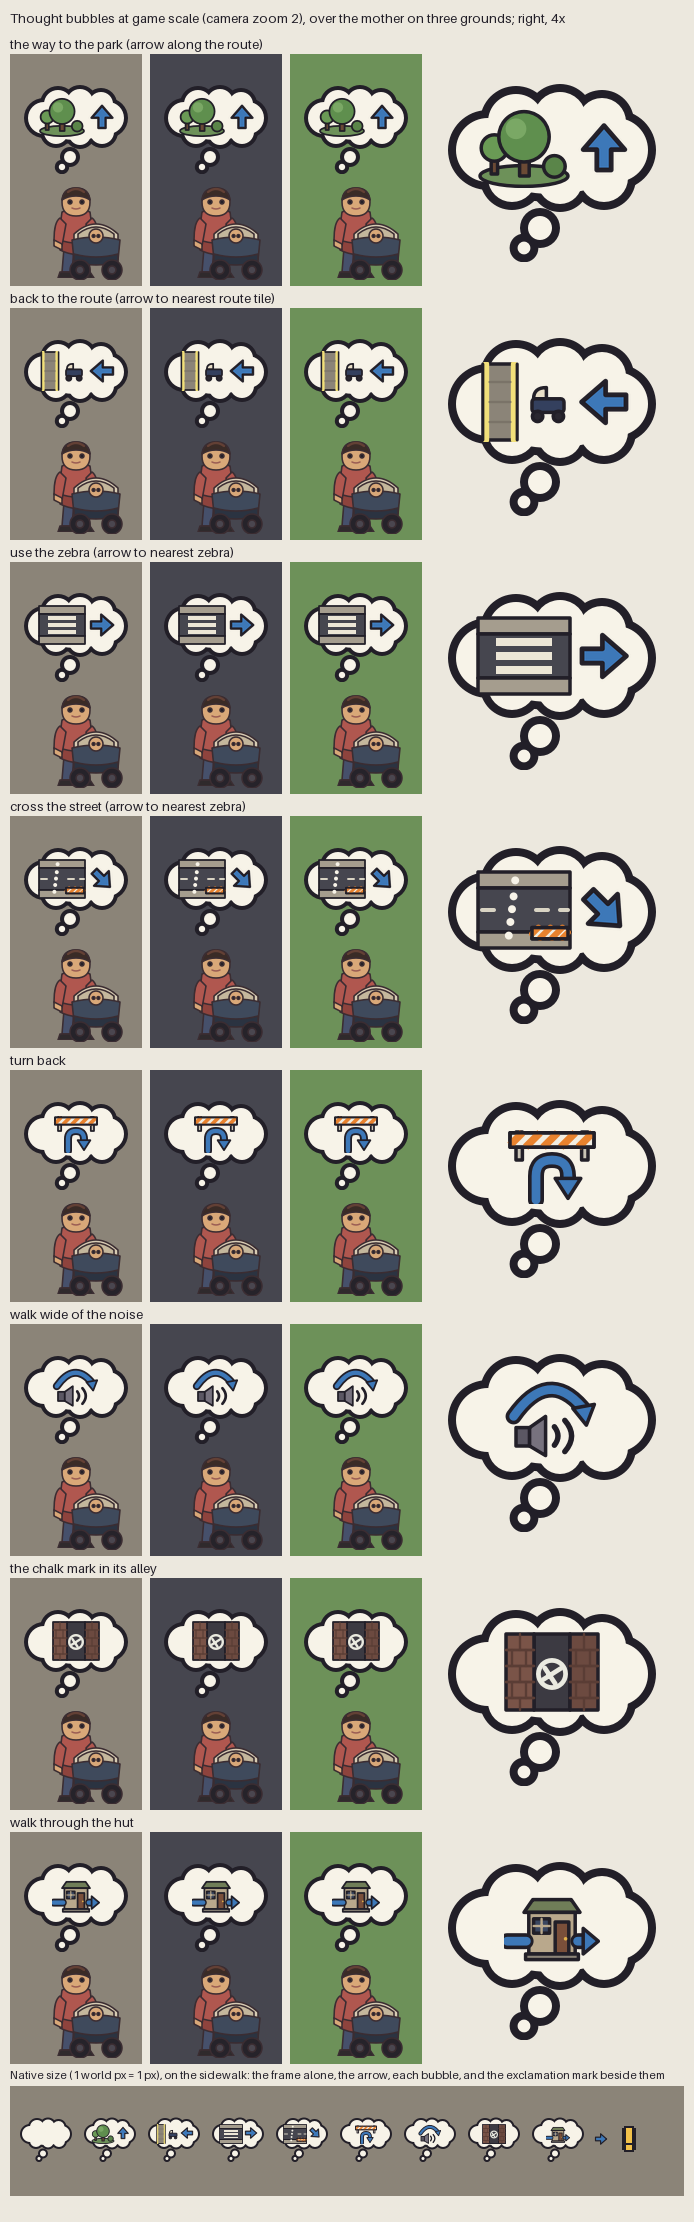 Thought bubbles at game scale (camera zoom 2), over the mother on three grounds; right, 4x
the way to the park (arrow along the route)
back to the route (arrow to nearest route tile)
use the zebra (arrow to nearest zebra)
cross the street (arrow to nearest zebra)
turn back
walk wide of the noise
the chalk mark in its alley
walk through the hut
Native size (1 world px = 1 px), on the sidewalk: the frame alone, the arrow, each bubble, and the exclamation mark beside them